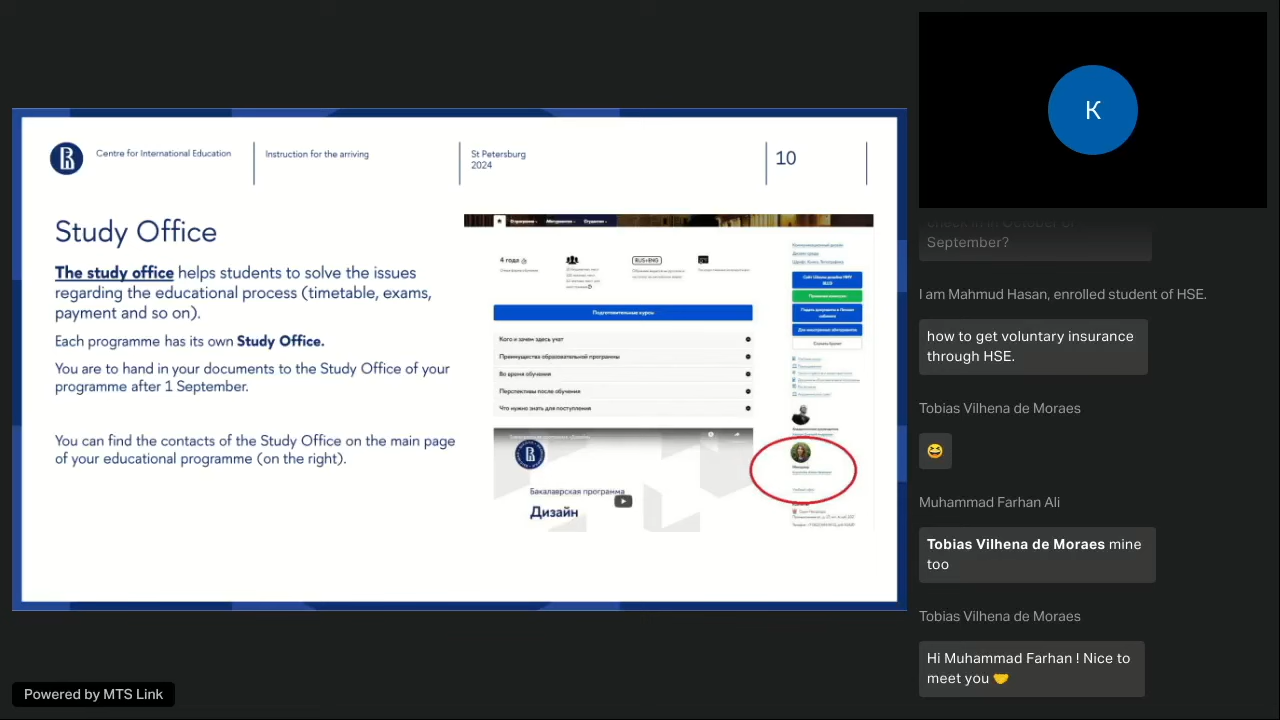 Centre for International Education
Instruction for the arriving
St Petersburg
2024
10
Study Office
The study office helps students to solve the issues
regarding the educational process (timetable, exams,
payment and so on).
Each programme has its own Study Office.
You are to hand in your documents to the Study Office of your
programme after 1 September.
You can find the contacts of the Study Office on the main page
of your educational programme (on the right).
4 года
RUS+ENG
Подготовительные курсы
Кого и зачем здесь учат
Преимущества образовательной программы
Во время обучения
Перспективы после обучения
Что нужно знать для поступления
Бакалаврская программа
Дизайн
K
September?
I am Mahmud Hasan, enrolled student of HSE.
how to get voluntary insurance
through HSE.
Tobias Vilhena de Moraes
😆
Muhammad Farhan Ali
Tobias Vilhena de Moraes mine
too
Tobias Vilhena de Moraes
Hi Muhammad Farhan ! Nice to
meet you 🤝
Powered by MTS Link